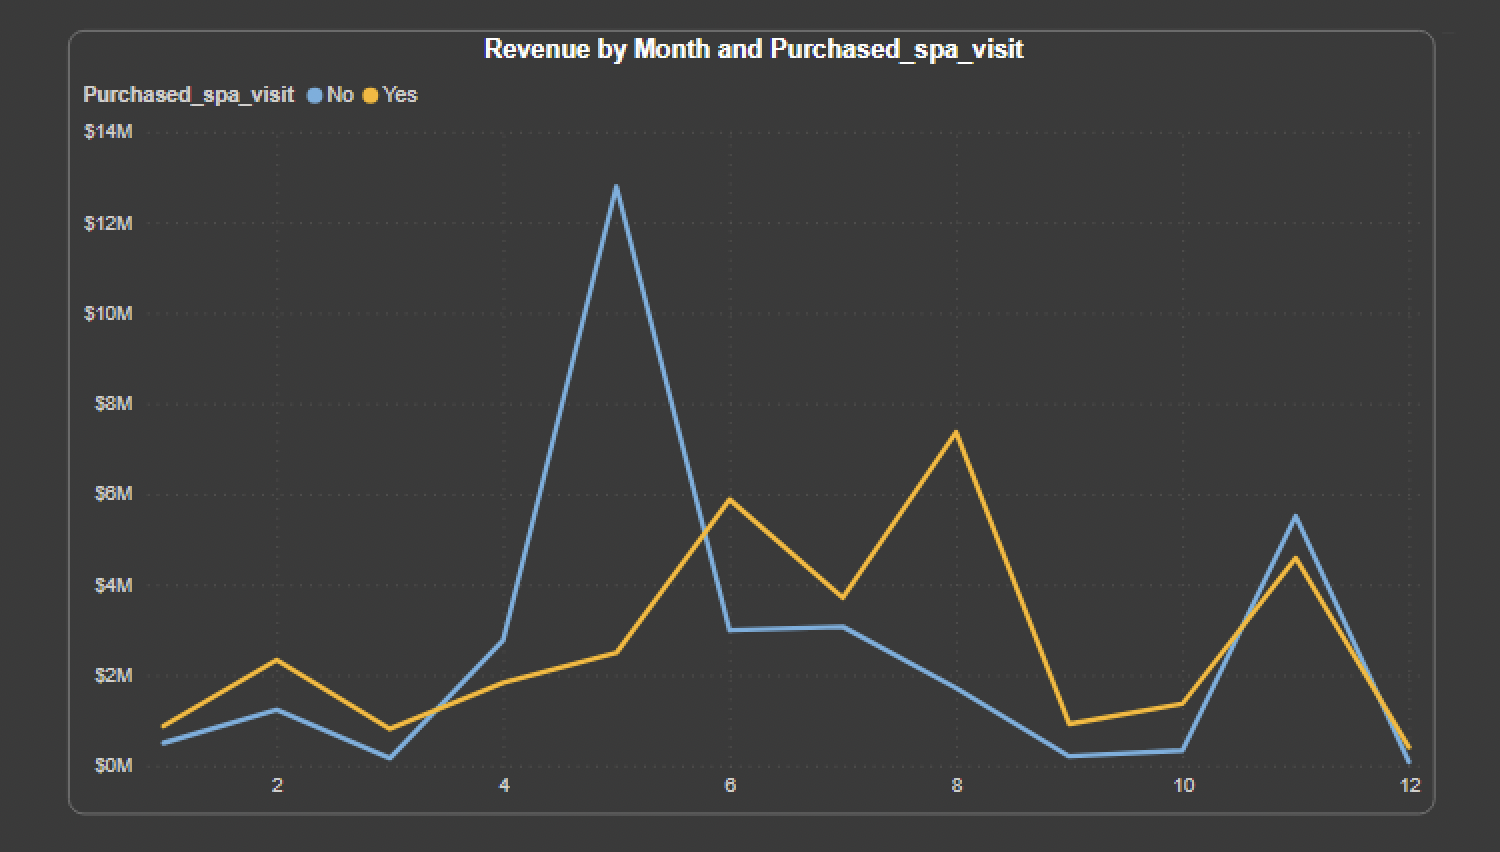 Revenue by Month and Purchased_spa_visit
Purchased_spa_visit No Yes
$14M
$12M
$10M
$8M
$6M
$4M
$2M
$0M
2 4 6 8 10 12